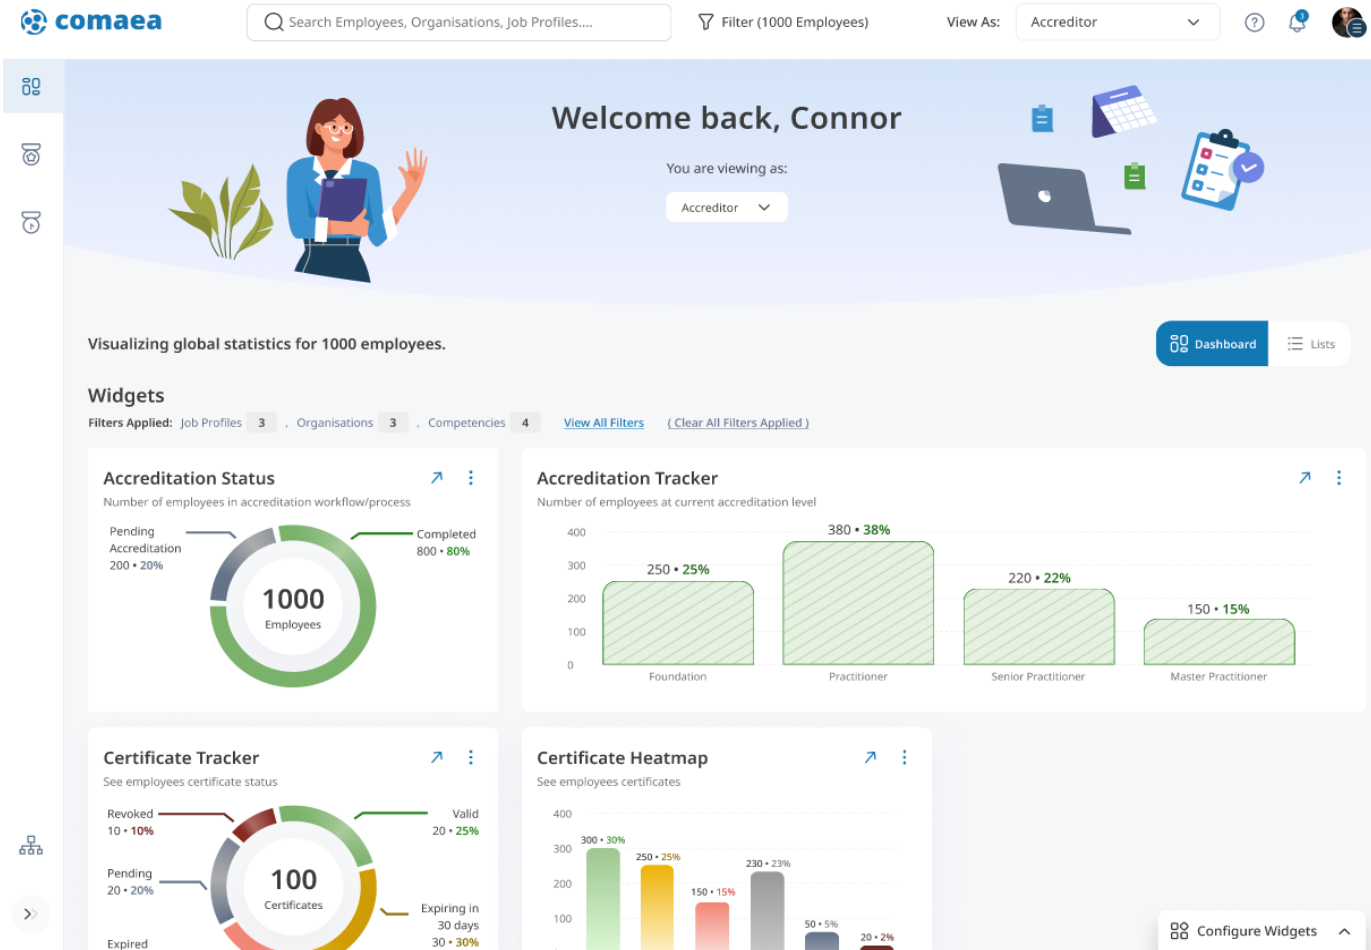 comaea
Search Employees, Organisations, Job Profiles....
Filter (1000 Employees)
View As:
Accreditor
?
3
Welcome back, Connor
You are viewing as:
Accreditor
Visualizing global statistics for 1000 employees.
Dashboard
Lists
Widgets
Filters Applied: Job Profiles 3 , Organisations 3 , Competencies 4 View All Filters ( Clear All Filters Applied )
Accreditation Status
Number of employees in accreditation workflow/process
Pending
Accreditation
200 • 20%
Completed
800 • 80%
1000
Employees
Accreditation Tracker
Number of employees at current accreditation level
400
300
200
100
0
250 • 25%
380 • 38%
220 • 22%
150 • 15%
Foundation
Practitioner
Senior Practitioner
Master Practitioner
Certificate Tracker
See employees certificate status
Revoked
10 • 10%
Valid
20 • 25%
Pending
20 • 20%
100
Certificates
Expiring in
30 days
30 • 30%
Expired
Certificate Heatmap
See employees certificates
400
300
200
100
300 • 30%
250 • 25%
150 • 15%
230 • 23%
50 • 5%
20 • 2%
Configure Widgets